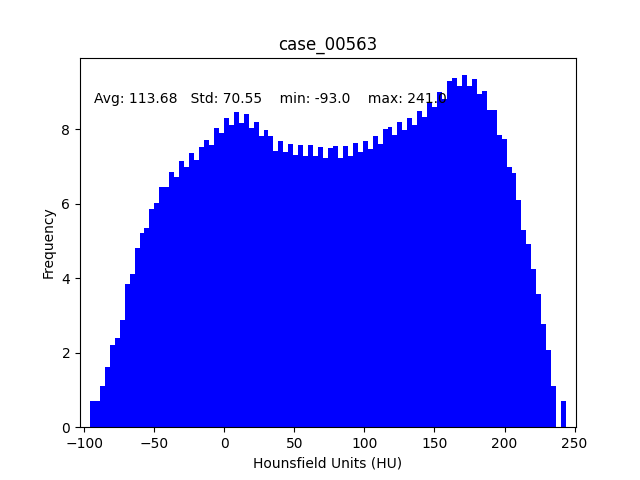 case_00563
Avg: 113.68 Std: 70.55 min: -93.0 max: 241.0
Frequency
8
6
4
2
0
−100 −50 0 50 100 150 200 250
Hounsfield Units (HU)